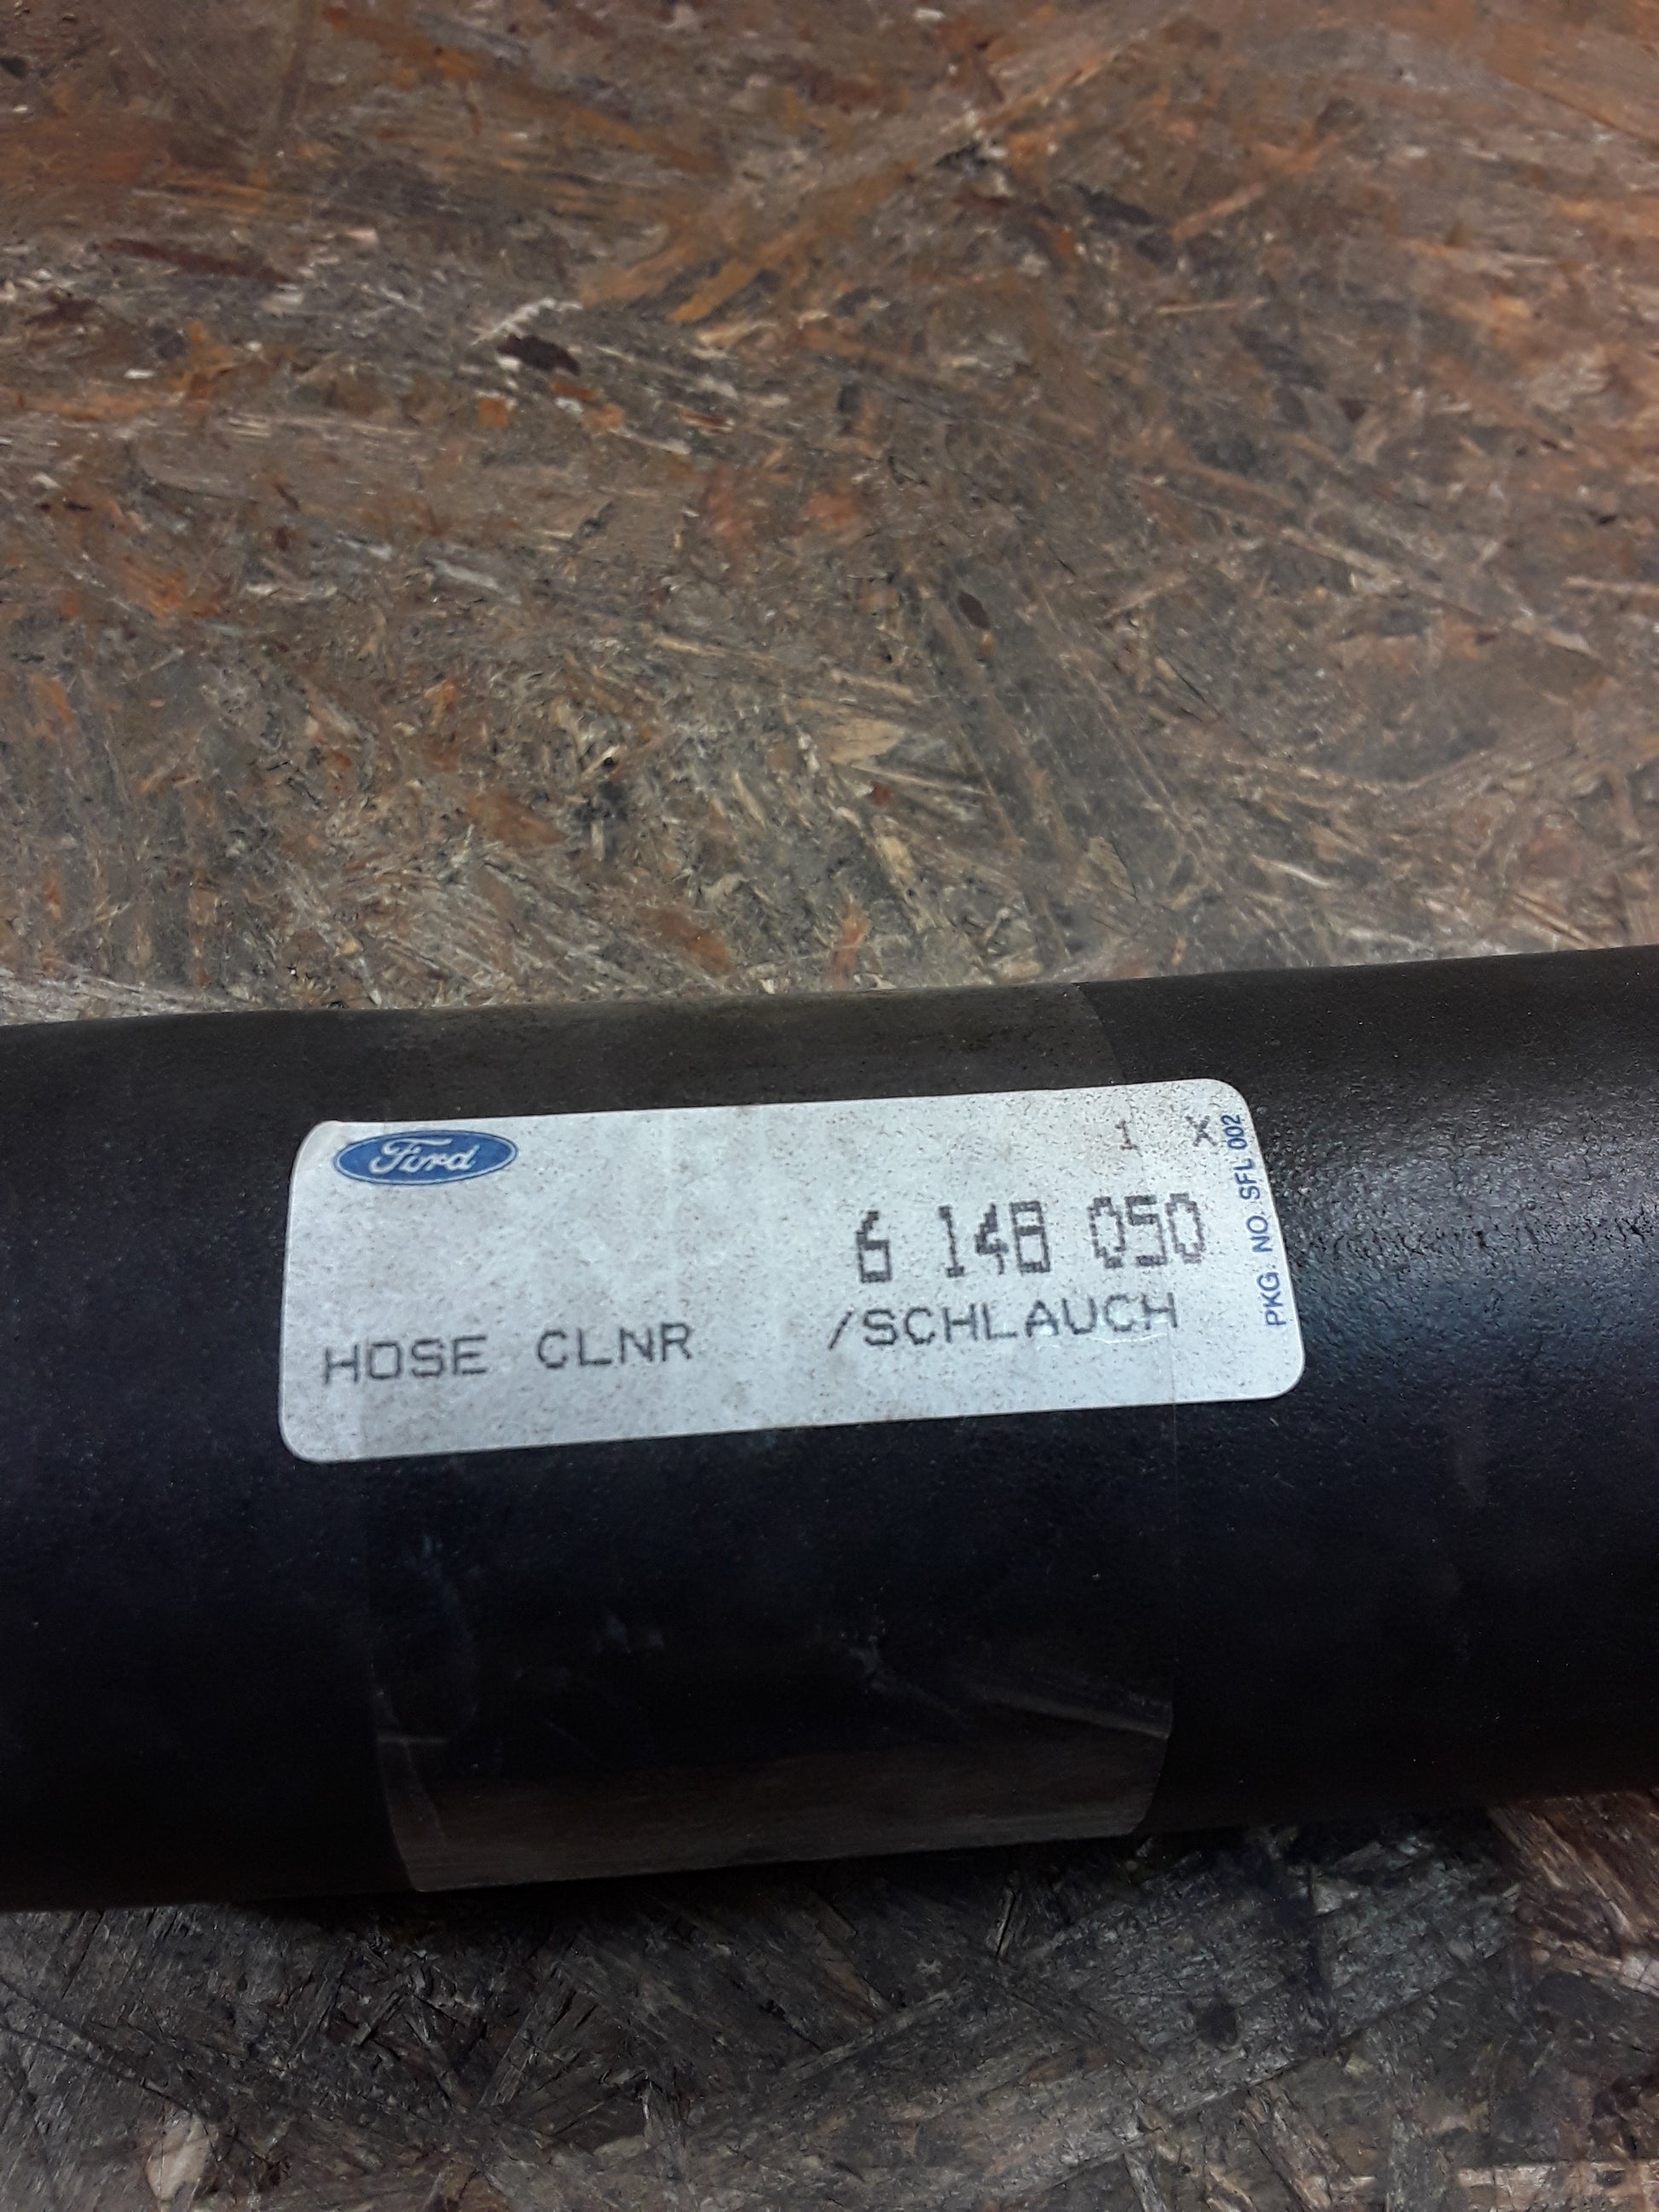 Ford
1 X
6 148 050
HOSE CLNR /SCHLAUCH
PKG. NO. SFL 002